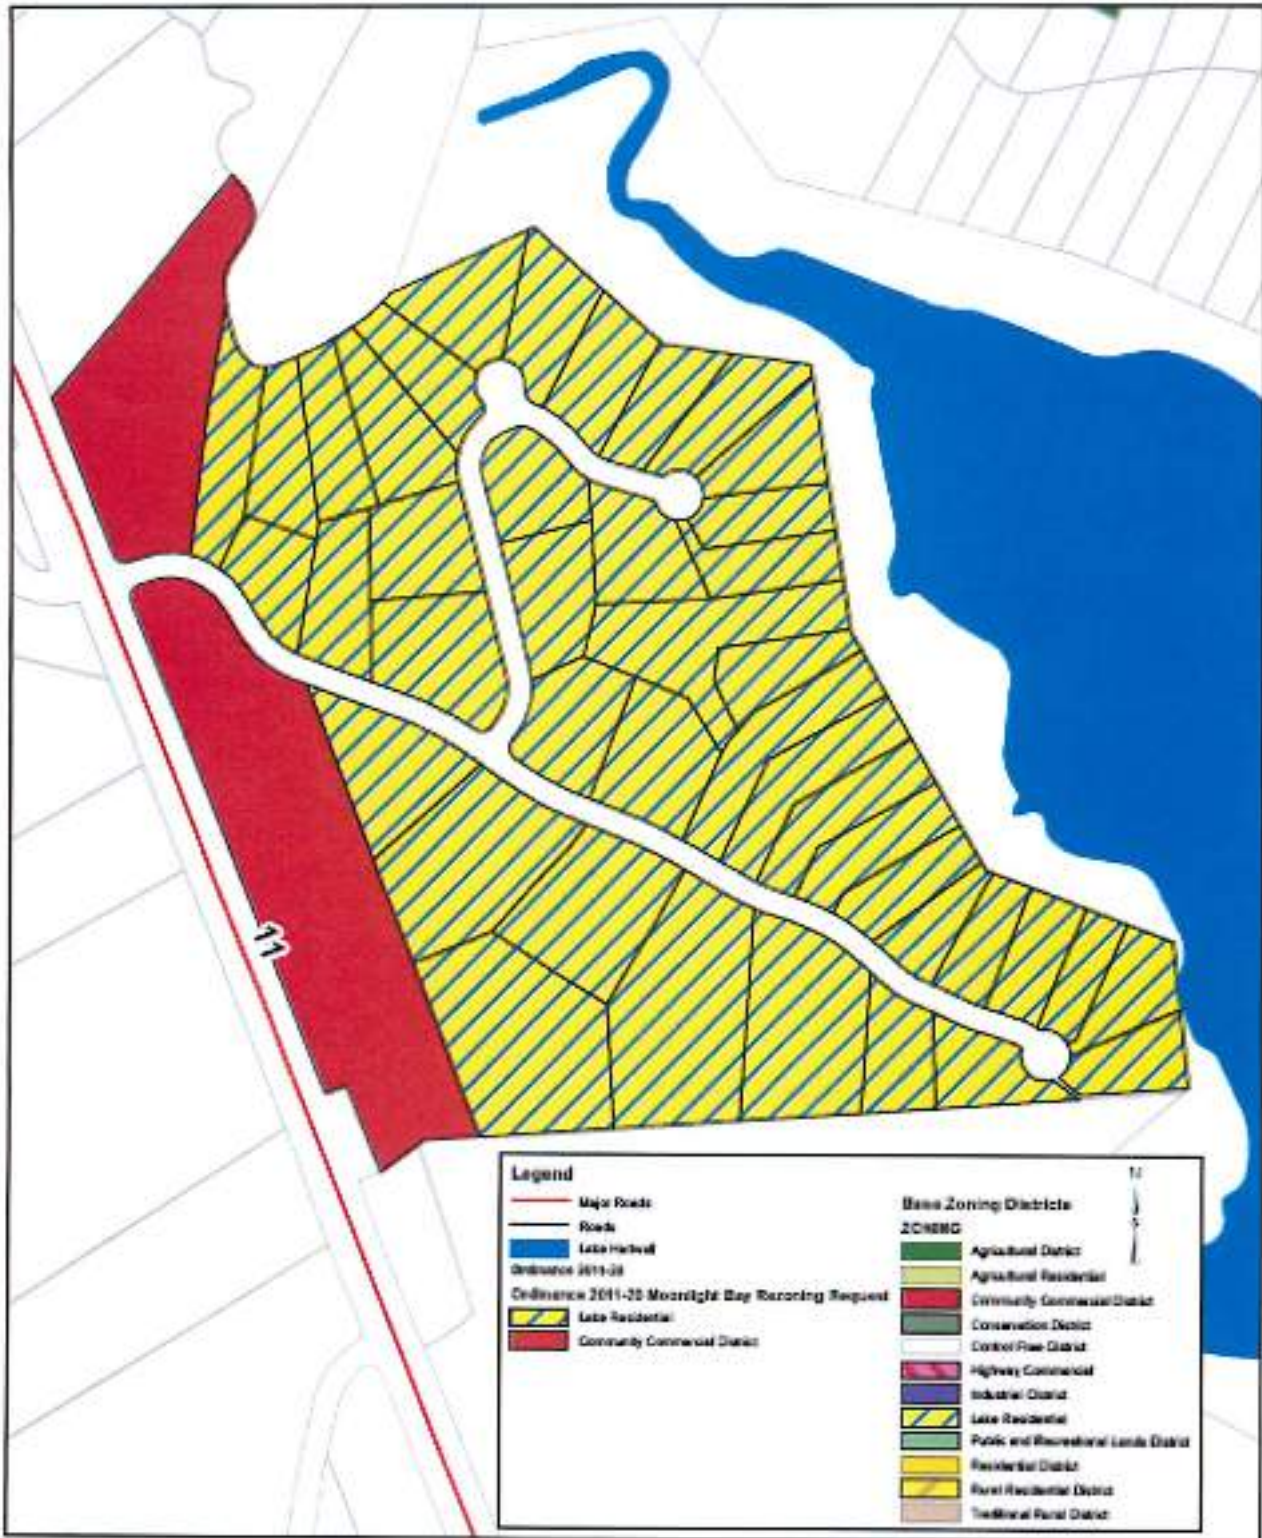 11
Legend
Major Roads
Roads
Lake Hartwell
Ordinance 2011-20
Ordinance 2011-20 Moonlight Bay Rezoning Request
Lake Residential
Community Commercial District
N
Base Zoning Districts
ZONING
Agricultural District
Agricultural Residential
Community Commercial District
Conservation District
Control Free District
Highway Commercial
Industrial District
Lake Residential
Public and Recreational Lands District
Residential District
Rural Residential District
Traditional Rural District